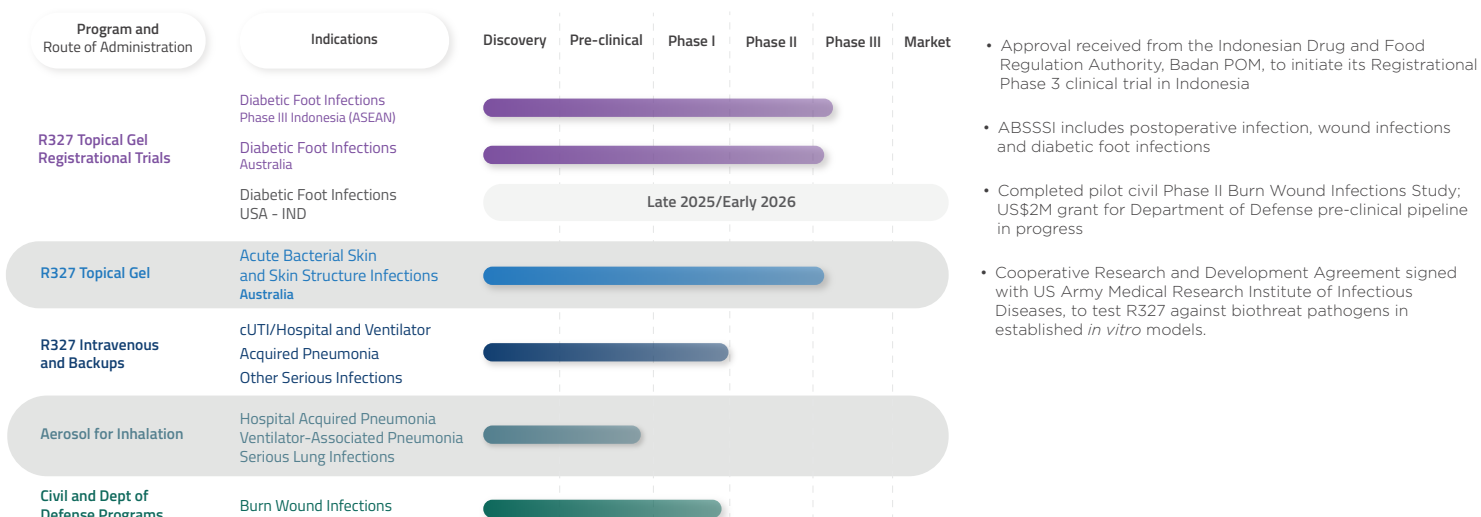 Program and
Route of Administration
Indications
Discovery
Pre-clinical
Phase I
Phase II
Phase III
Market
R327 Topical Gel
Registrational Trials
Diabetic Foot Infections
Phase III Indonesia (ASEAN)
Diabetic Foot Infections
Australia
Diabetic Foot Infections
USA - IND
Late 2025/Early 2026
R327 Topical Gel
Acute Bacterial Skin
and Skin Structure Infections
Australia
R327 Intravenous
and Backups
cUTI/Hospital and Ventilator
Acquired Pneumonia
Other Serious Infections
Aerosol for Inhalation
Hospital Acquired Pneumonia
Ventilator-Associated Pneumonia
Serious Lung Infections
Civil and Dept of
Defense Programs
Burn Wound Infections
• Approval received from the Indonesian Drug and Food
Regulation Authority, Badan POM, to initiate its Registrational
Phase 3 clinical trial in Indonesia
• ABSSSI includes postoperative infection, wound infections
and diabetic foot infections
• Completed pilot civil Phase II Burn Wound Infections Study;
US$2M grant for Department of Defense pre-clinical pipeline
in progress
• Cooperative Research and Development Agreement signed
with US Army Medical Research Institute of Infectious
Diseases, to test R327 against biothreat pathogens in
established in vitro models.